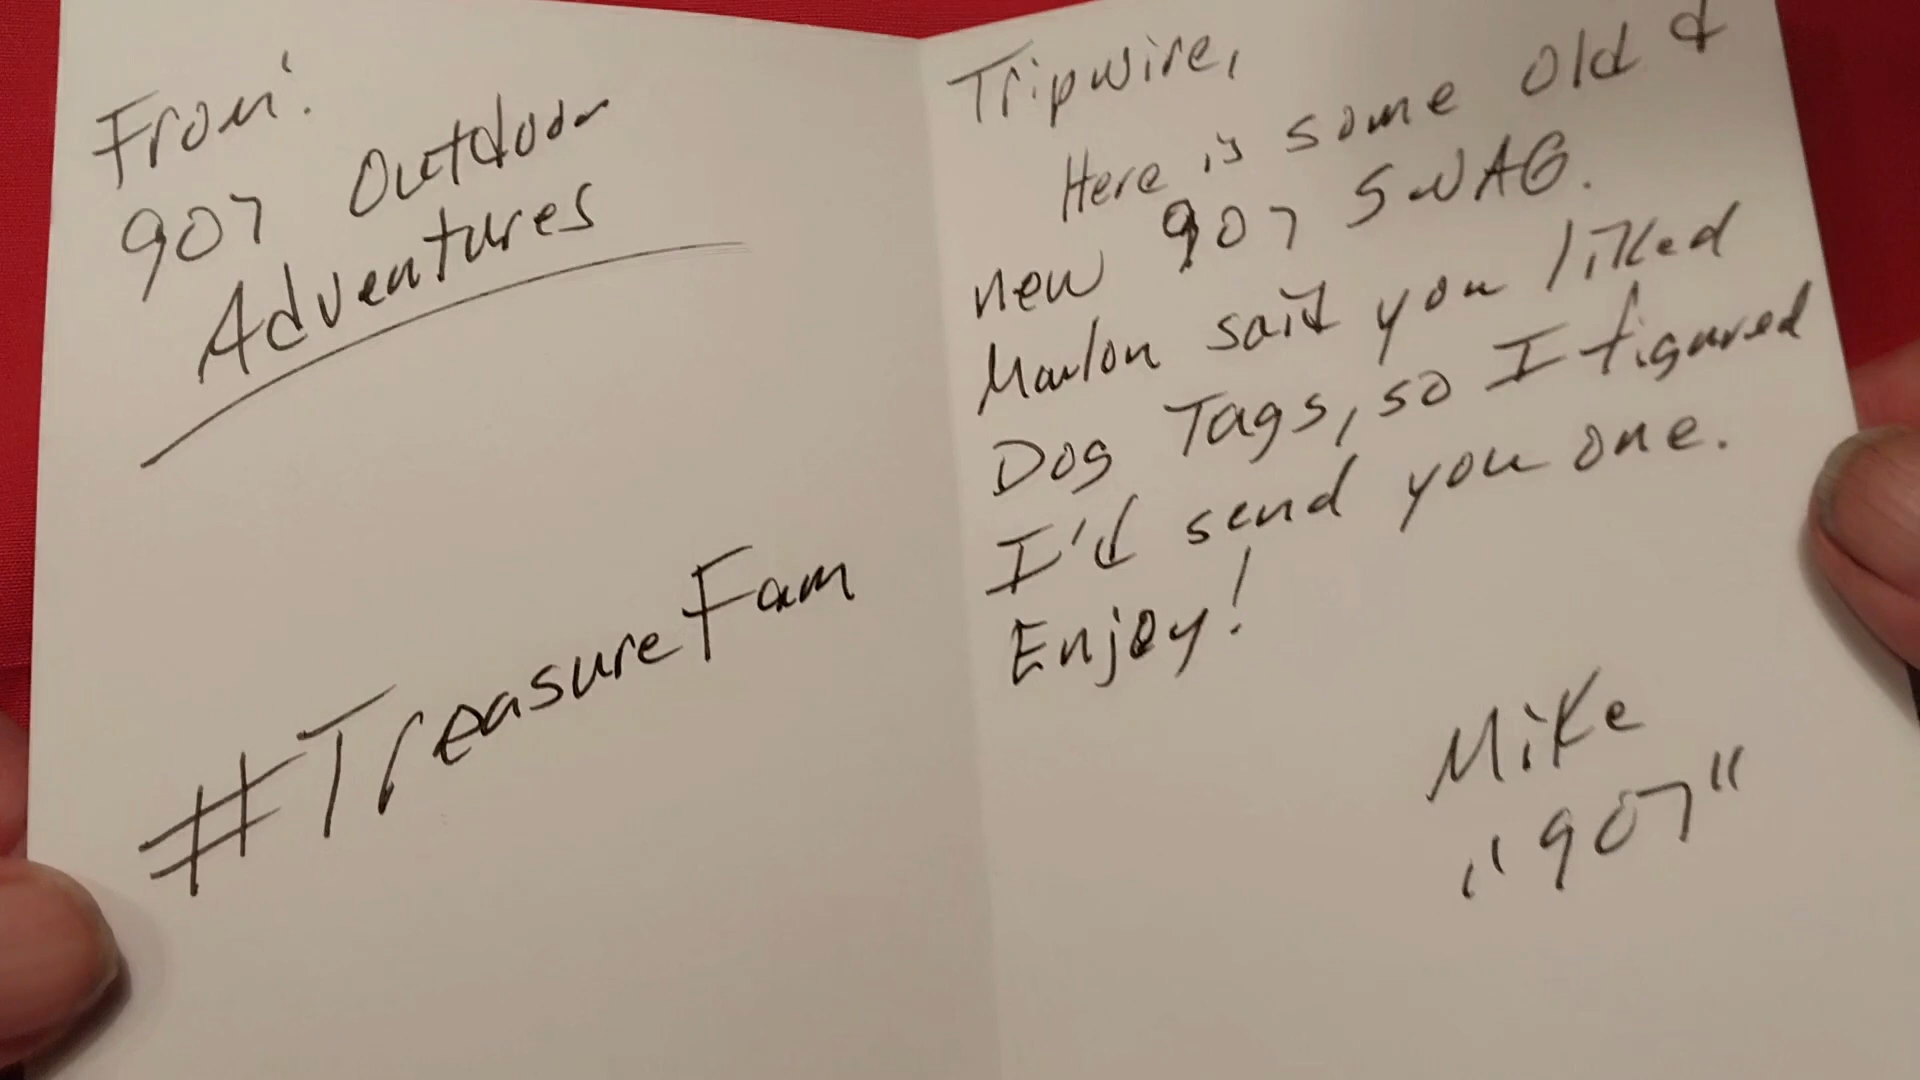 From:
907 Outdoor
Adventures
#TreasureFam
Tripwire,
Here is some old &
new 907 SWAG.
Marlon said you liked
Dog Tags, so I figured
I'd send you one.
Enjoy!
Mike
"907"